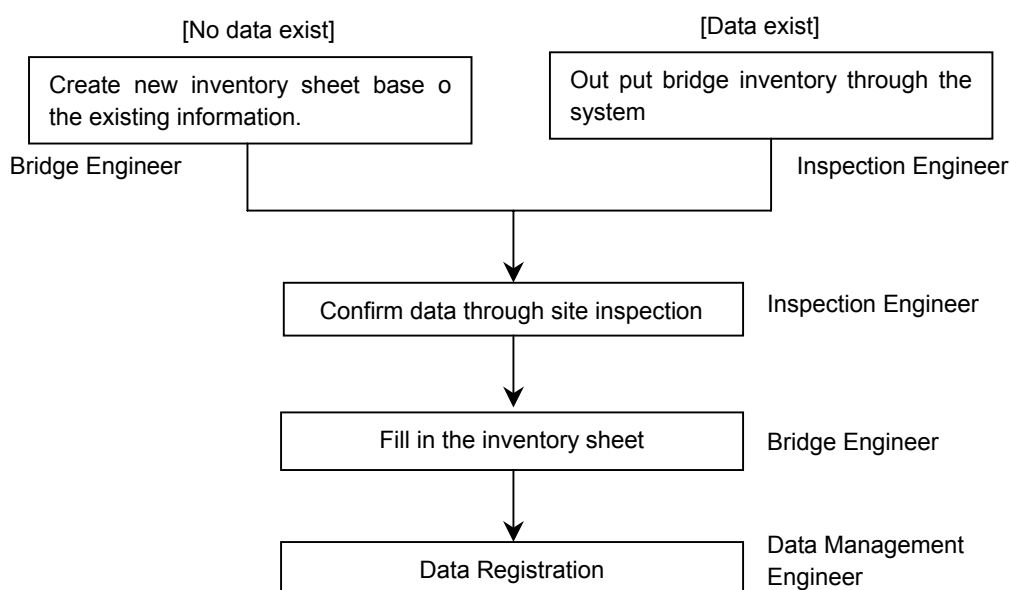 [No data exist]
[Data exist]
Create new inventory sheet base o
the existing information.
Out put bridge inventory through the
system
Bridge Engineer
Inspection Engineer
Confirm data through site inspection
Inspection Engineer
Fill in the inventory sheet
Bridge Engineer
Data Registration
Data Management
Engineer